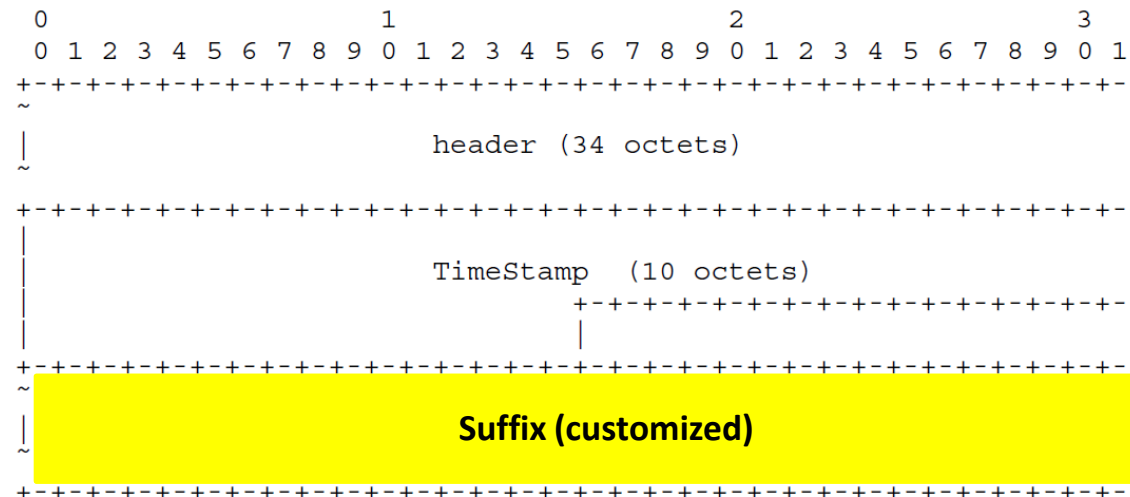 0 1 2 3
0 1 2 3 4 5 6 7 8 9 0 1 2 3 4 5 6 7 8 9 0 1 2 3 4 5 6 7 8 9 0 1
+-+-+-+-+-+-+-+-+-+-+-+-+-+-+-+-+-+-+-+-+-+-+-+-+-+-+-+-+-+-+-+-
~
| header (34 octets)
~
+-+-+-+-+-+-+-+-+-+-+-+-+-+-+-+-+-+-+-+-+-+-+-+-+-+-+-+-+-+-+-+-
|
| TimeStamp (10 octets)
| +-+-+-+-+-+-+-+-+-+-+-+-+-+-+-+-
| |
+-+-+-+-+-+-+-+-+-+-+-+-+-+-+-+-+-+-+-+-+-+-+-+-+-+-+-+-+-+-+-+-
~
| Suffix (customized)
~
+-+-+-+-+-+-+-+-+-+-+-+-+-+-+-+-+-+-+-+-+-+-+-+-+-+-+-+-+-+-+-+-